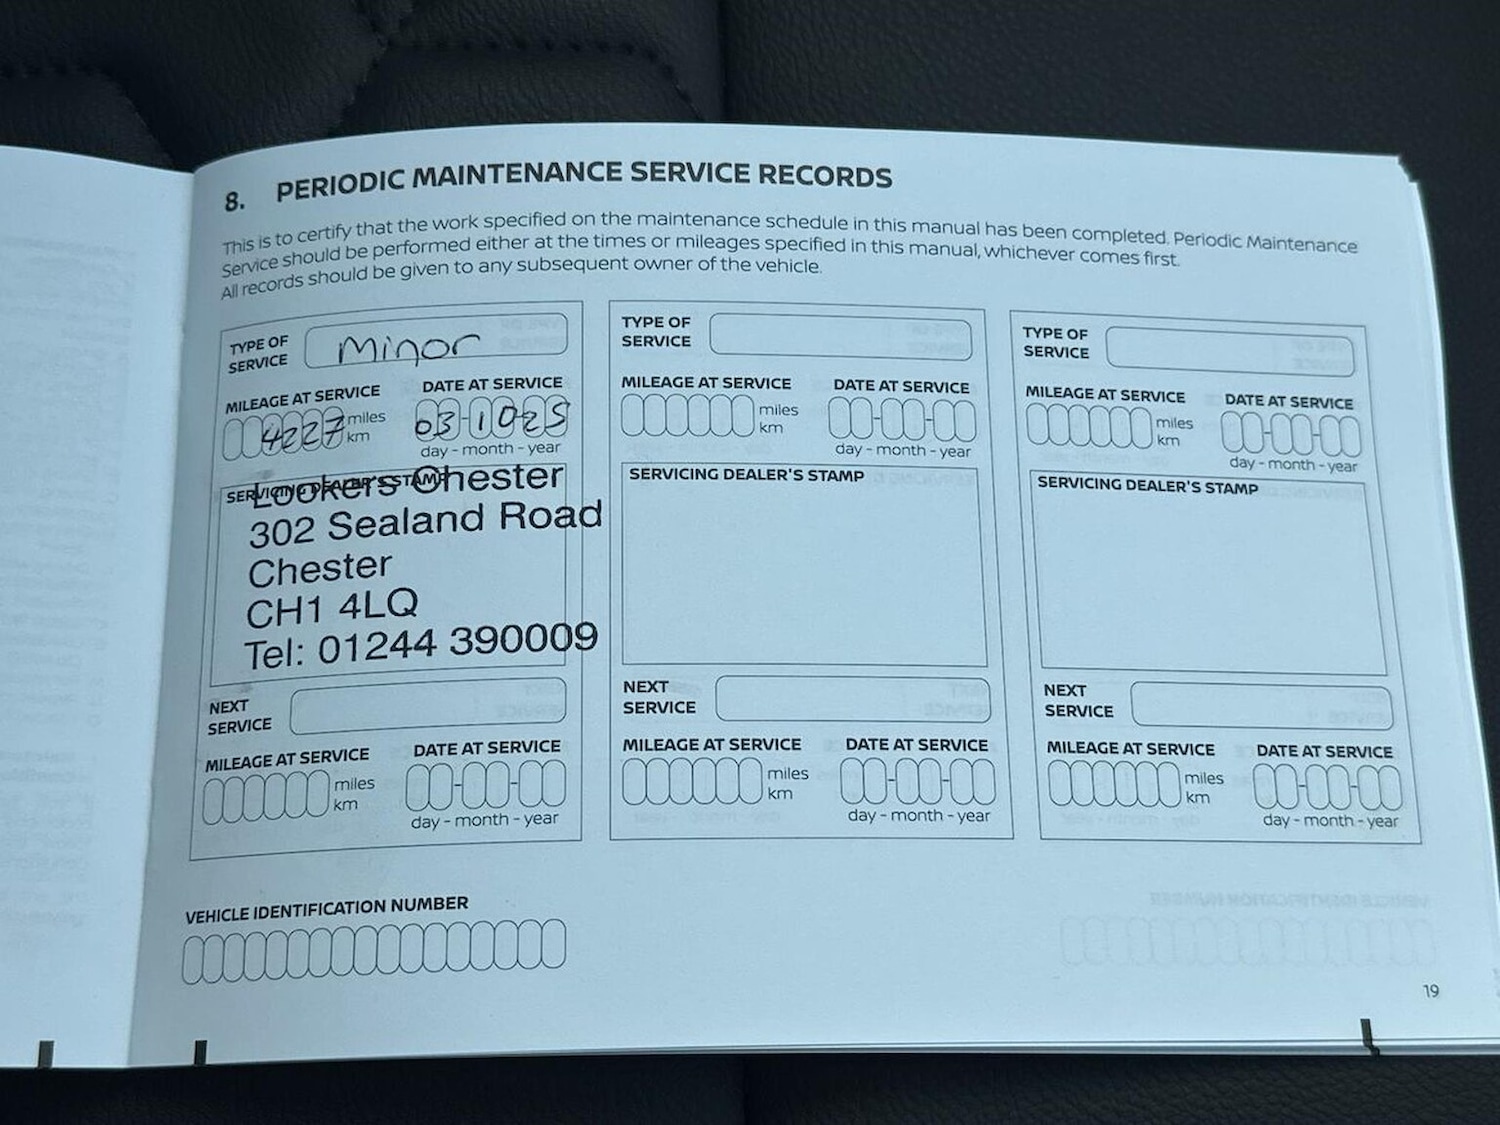 8. PERIODIC MAINTENANCE SERVICE RECORDS
This is to certify that the work specified on the maintenance schedule in this manual has been completed. Periodic Maintenance
Service should be performed either at the times or mileages specified in this manual, whichever comes first.
All records should be given to any subsequent owner of the vehicle.
TYPE OF
SERVICE
Minor
MILEAGE AT SERVICE
DATE AT SERVICE
4227
miles
km
03-10-25
day - month - year
SERVICING DEALER'S STAMP
Lookers Chester
302 Sealand Road
Chester
CH1 4LQ
Tel: 01244 390009
NEXT
SERVICE
MILEAGE AT SERVICE
DATE AT SERVICE
miles
km
day - month - year
TYPE OF
SERVICE
MILEAGE AT SERVICE
DATE AT SERVICE
miles
km
day - month - year
SERVICING DEALER'S STAMP
NEXT
SERVICE
MILEAGE AT SERVICE
DATE AT SERVICE
miles
km
day - month - year
TYPE OF
SERVICE
MILEAGE AT SERVICE
DATE AT SERVICE
miles
km
day - month - year
SERVICING DEALER'S STAMP
NEXT
SERVICE
MILEAGE AT SERVICE
DATE AT SERVICE
miles
km
day - month - year
VEHICLE IDENTIFICATION NUMBER
19